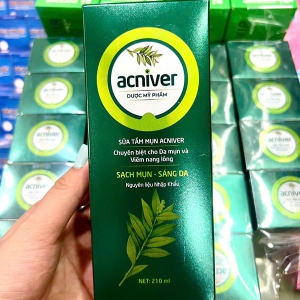 acniver
DƯỢC MỸ PHẨM
SỮA TẮM MỤN ACNIVER
Chuyên biệt cho Da mụn và
Viêm nang lông
SẠCH MỤN - SÁNG DA
Nguyên liệu Nhập Khẩu
NET: 210 ml